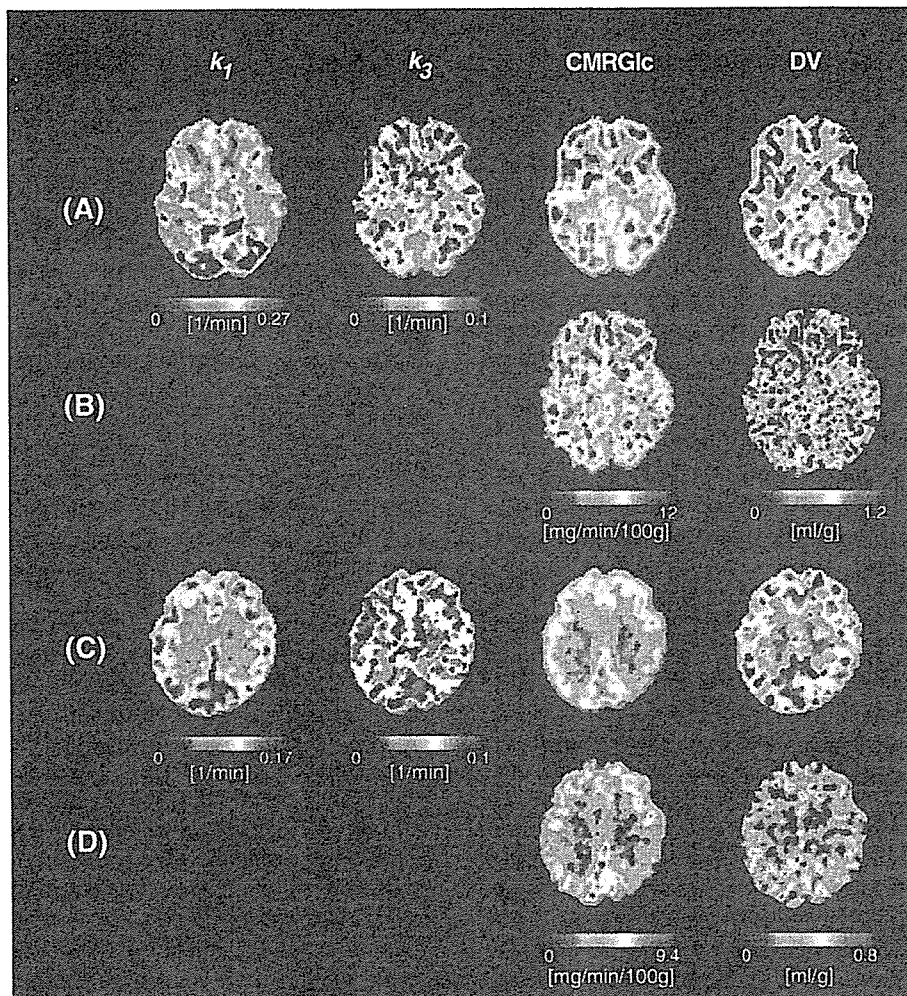 k1 k3 CMRGlc DV
(A)
0 [1/min] 0.27 0 [1/min] 0.1
(B)
0 12 0 1.2
[mg/min/100g] [ml/g]
(C)
0 0.17 0 0.1
[1/min] [1/min]
(D)
0 9.4 0 0.8
[mg/min/100g] [ml/g]